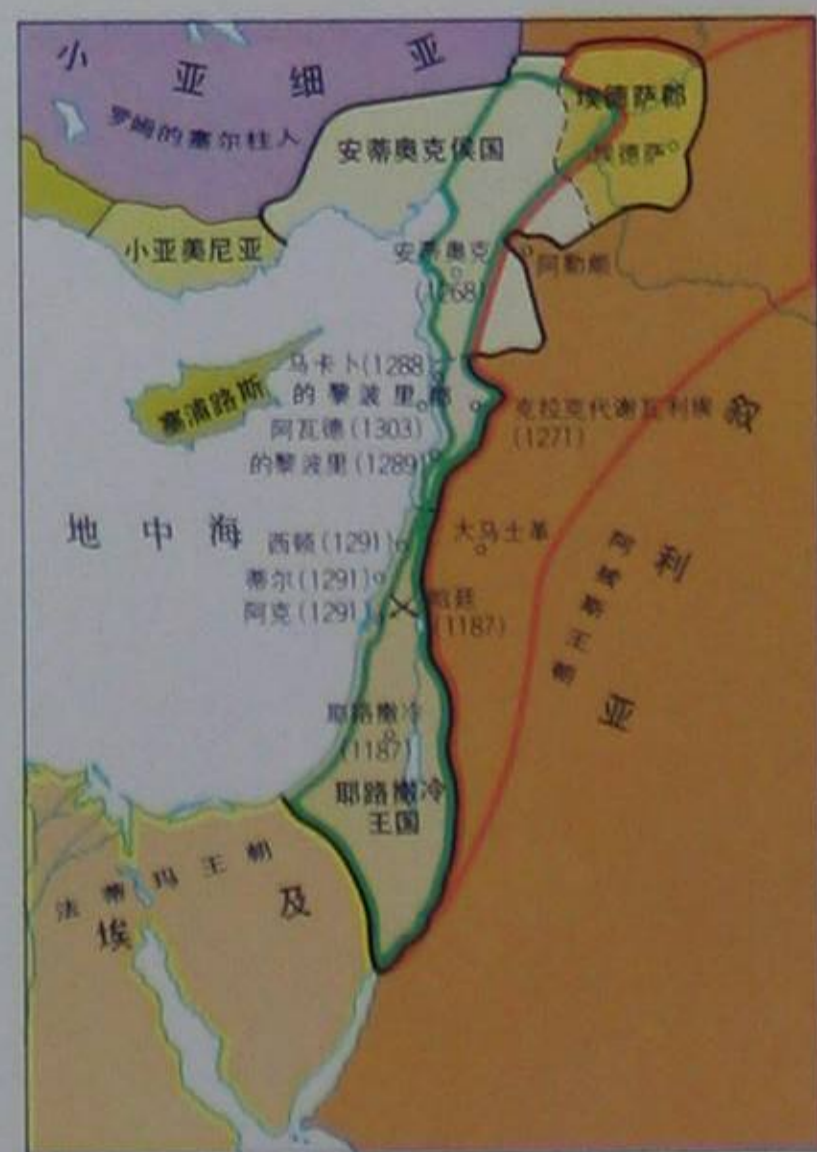 小亚细亚
罗姆的塞尔柱人
埃德萨郡
安蒂奥克侯国
埃德萨
小亚美尼亚
安蒂奥克
(1268)
阿勒颇
马卡卜(1288)
的黎波里郡
塞浦路斯
阿瓦德(1303)
克拉克代谢瓦利埃
(1271)
的黎波里(1289)
叙利亚
地中海
西顿(1291)
大马士革
蒂尔(1291)
阿克(1291)
(1187)
阿拔斯王朝
耶路撒冷
(1187)
耶路撒冷
王国
法蒂玛王朝
埃及